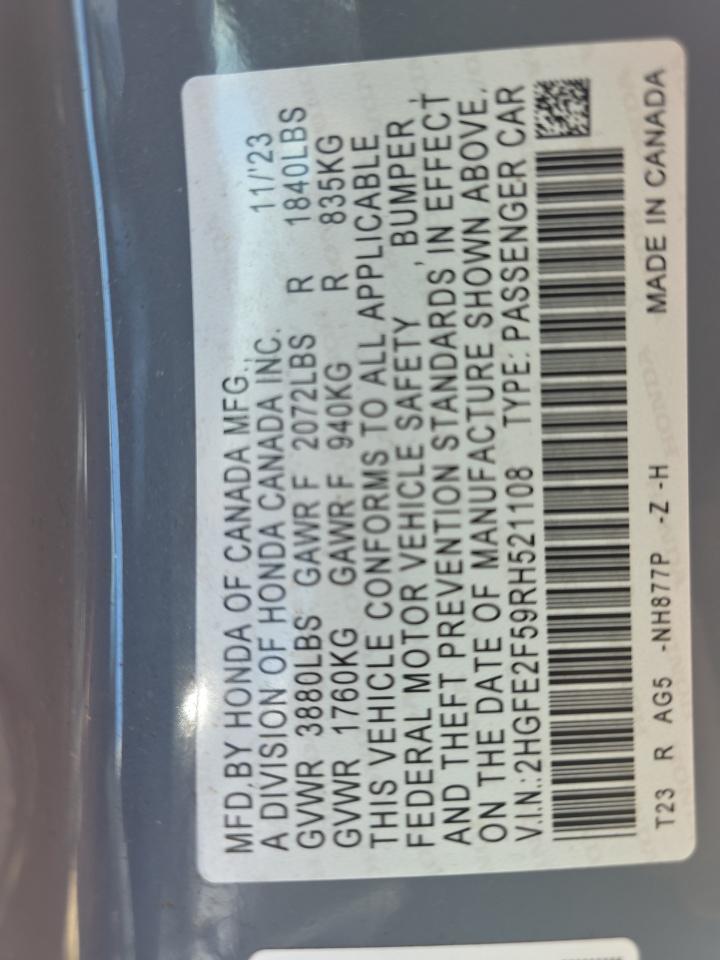 MFD. BY HONDA OF CANADA MFG.,
A DIVISION OF HONDA CANADA INC. 11/'23
GVWR 3880LBS GAWR F 2072LBS R 1840LBS
GVWR 1760KG GAWR F 940KG R 835KG
THIS VEHICLE CONFORMS TO ALL APPLICABLE
FEDERAL MOTOR VEHICLE SAFETY , BUMPER ,
AND THEFT PREVENTION STANDARDS IN EFFECT
ON THE DATE OF MANUFACTURE SHOWN ABOVE.
V.I.N.: 2HGFE2F59RH521108 TYPE: PASSENGER CAR
T23 R AG5 -NH877P -Z -H MADE IN CANADA